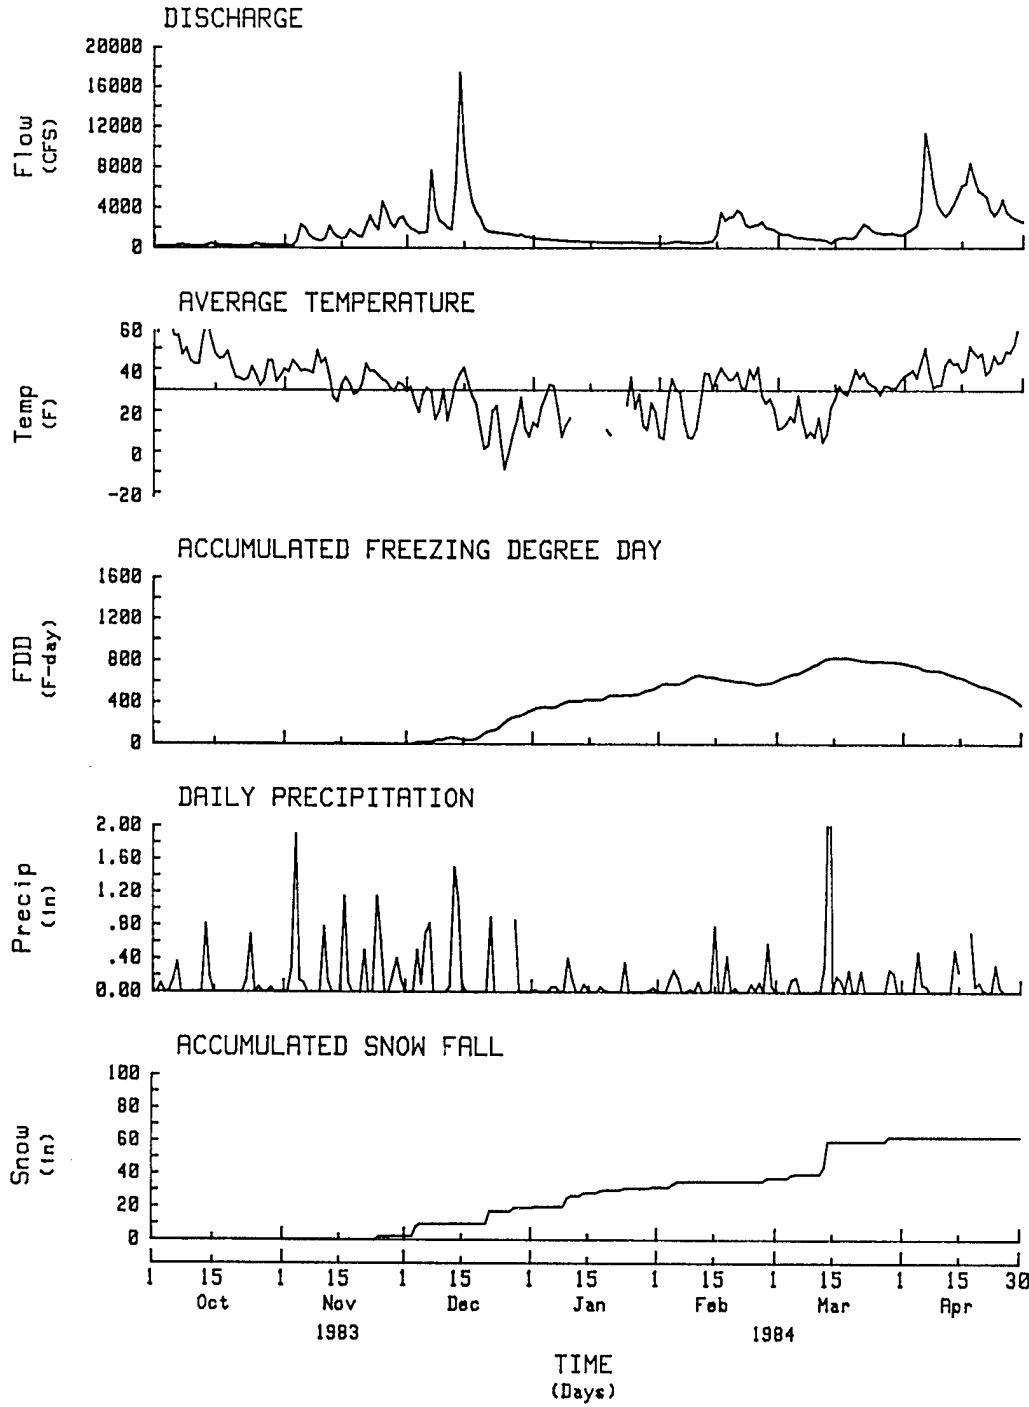 DISCHARGE
20000
16000
12000
8000
4000
0
Flow
(CFS)
AVERAGE TEMPERATURE
60
40
20
0
-20
Temp
(F)
ACCUMULATED FREEZING DEGREE DAY
1600
1200
800
400
0
FDD
(F-day)
DAILY PRECIPITATION
2.00
1.60
1.20
.80
.40
0.00
Precip
(in)
ACCUMULATED SNOW FALL
100
80
60
40
20
0
Snow
(in)
1 15 1 15 1 15 1 15 1 15 1 15 1 15 30
Oct Nov Dec Jan Feb Mar Apr
1983 1984
TIME
(Days)